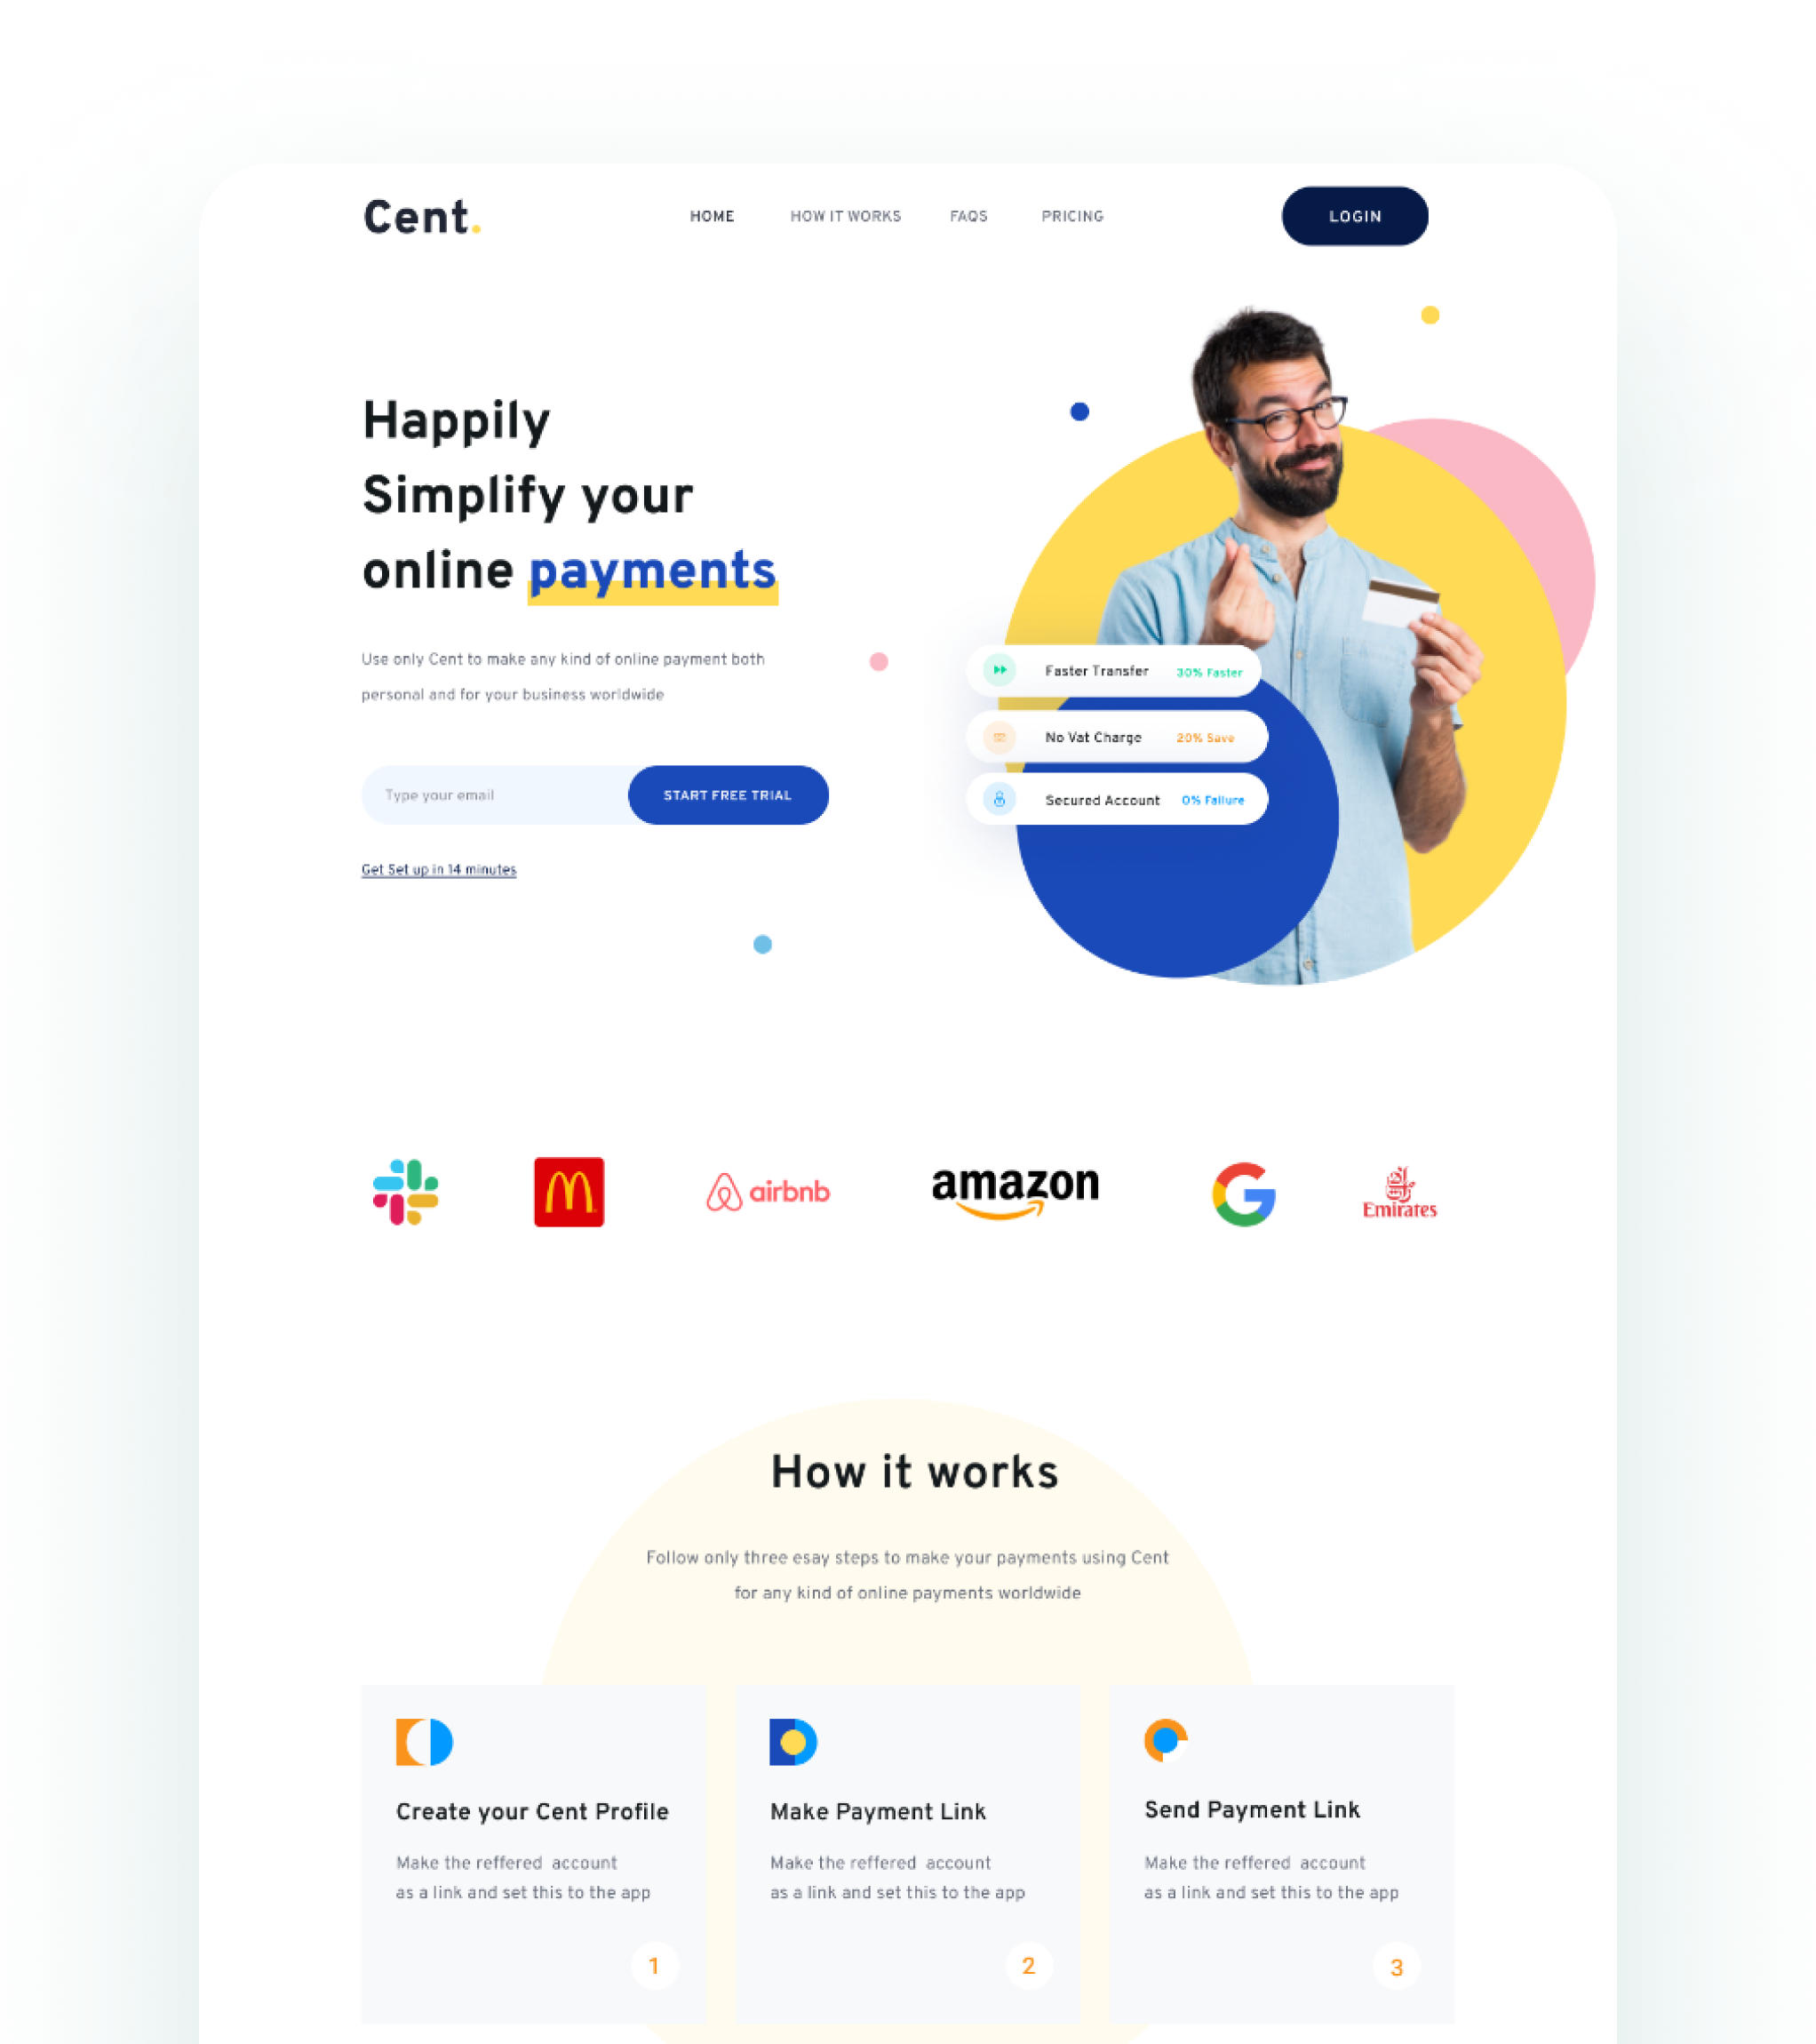 Cent.
HOME
HOW IT WORKS
FAQS
PRICING
LOGIN
Happily
Simplify your
online payments
Use only Cent to make any kind of online payment both
personal and for your business worldwide
Type your email
START FREE TRIAL
Get Set up in 14 minutes
Faster Transfer 30% Faster
No Vat Charge 20% Save
Secured Account 0% Failure
M
airbnb
amazon
G
Emirates
How it works
Follow only three esay steps to make your payments using Cent
for any kind of online payments worldwide
Create your Cent Profile
Make the reffered account
as a link and set this to the app
1
Make Payment Link
Make the reffered account
as a link and set this to the app
2
Send Payment Link
Make the reffered account
as a link and set this to the app
3